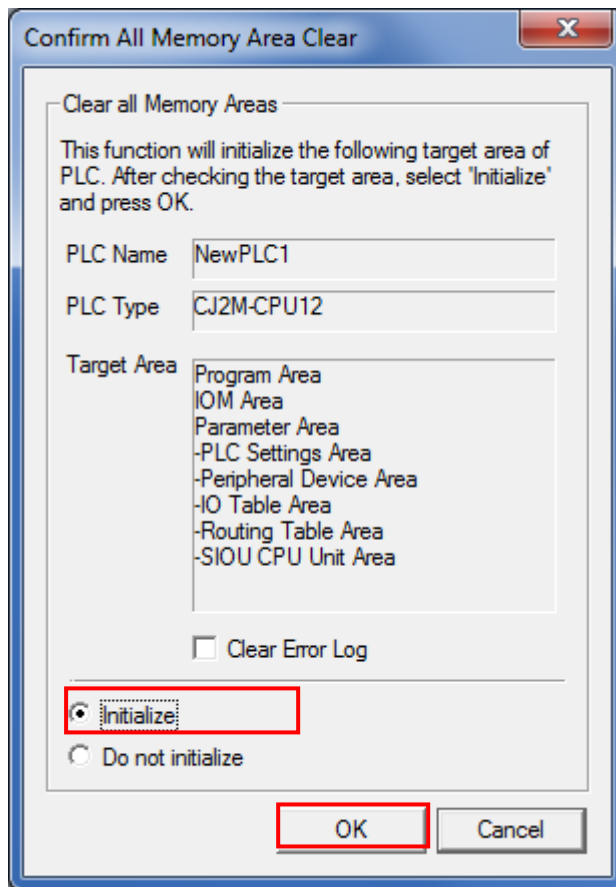 Confirm All Memory Area Clear
Clear all Memory Areas
This function will initialize the following target area of
PLC. After checking the target area, select 'Initialize'
and press OK.
PLC Name NewPLC1
PLC Type CJ2M-CPU12
Target Area Program Area
IOM Area
Parameter Area
-PLC Settings Area
-Peripheral Device Area
-IO Table Area
-Routing Table Area
-SIOU CPU Unit Area
Clear Error Log
Initialize
Do not initialize
OK Cancel